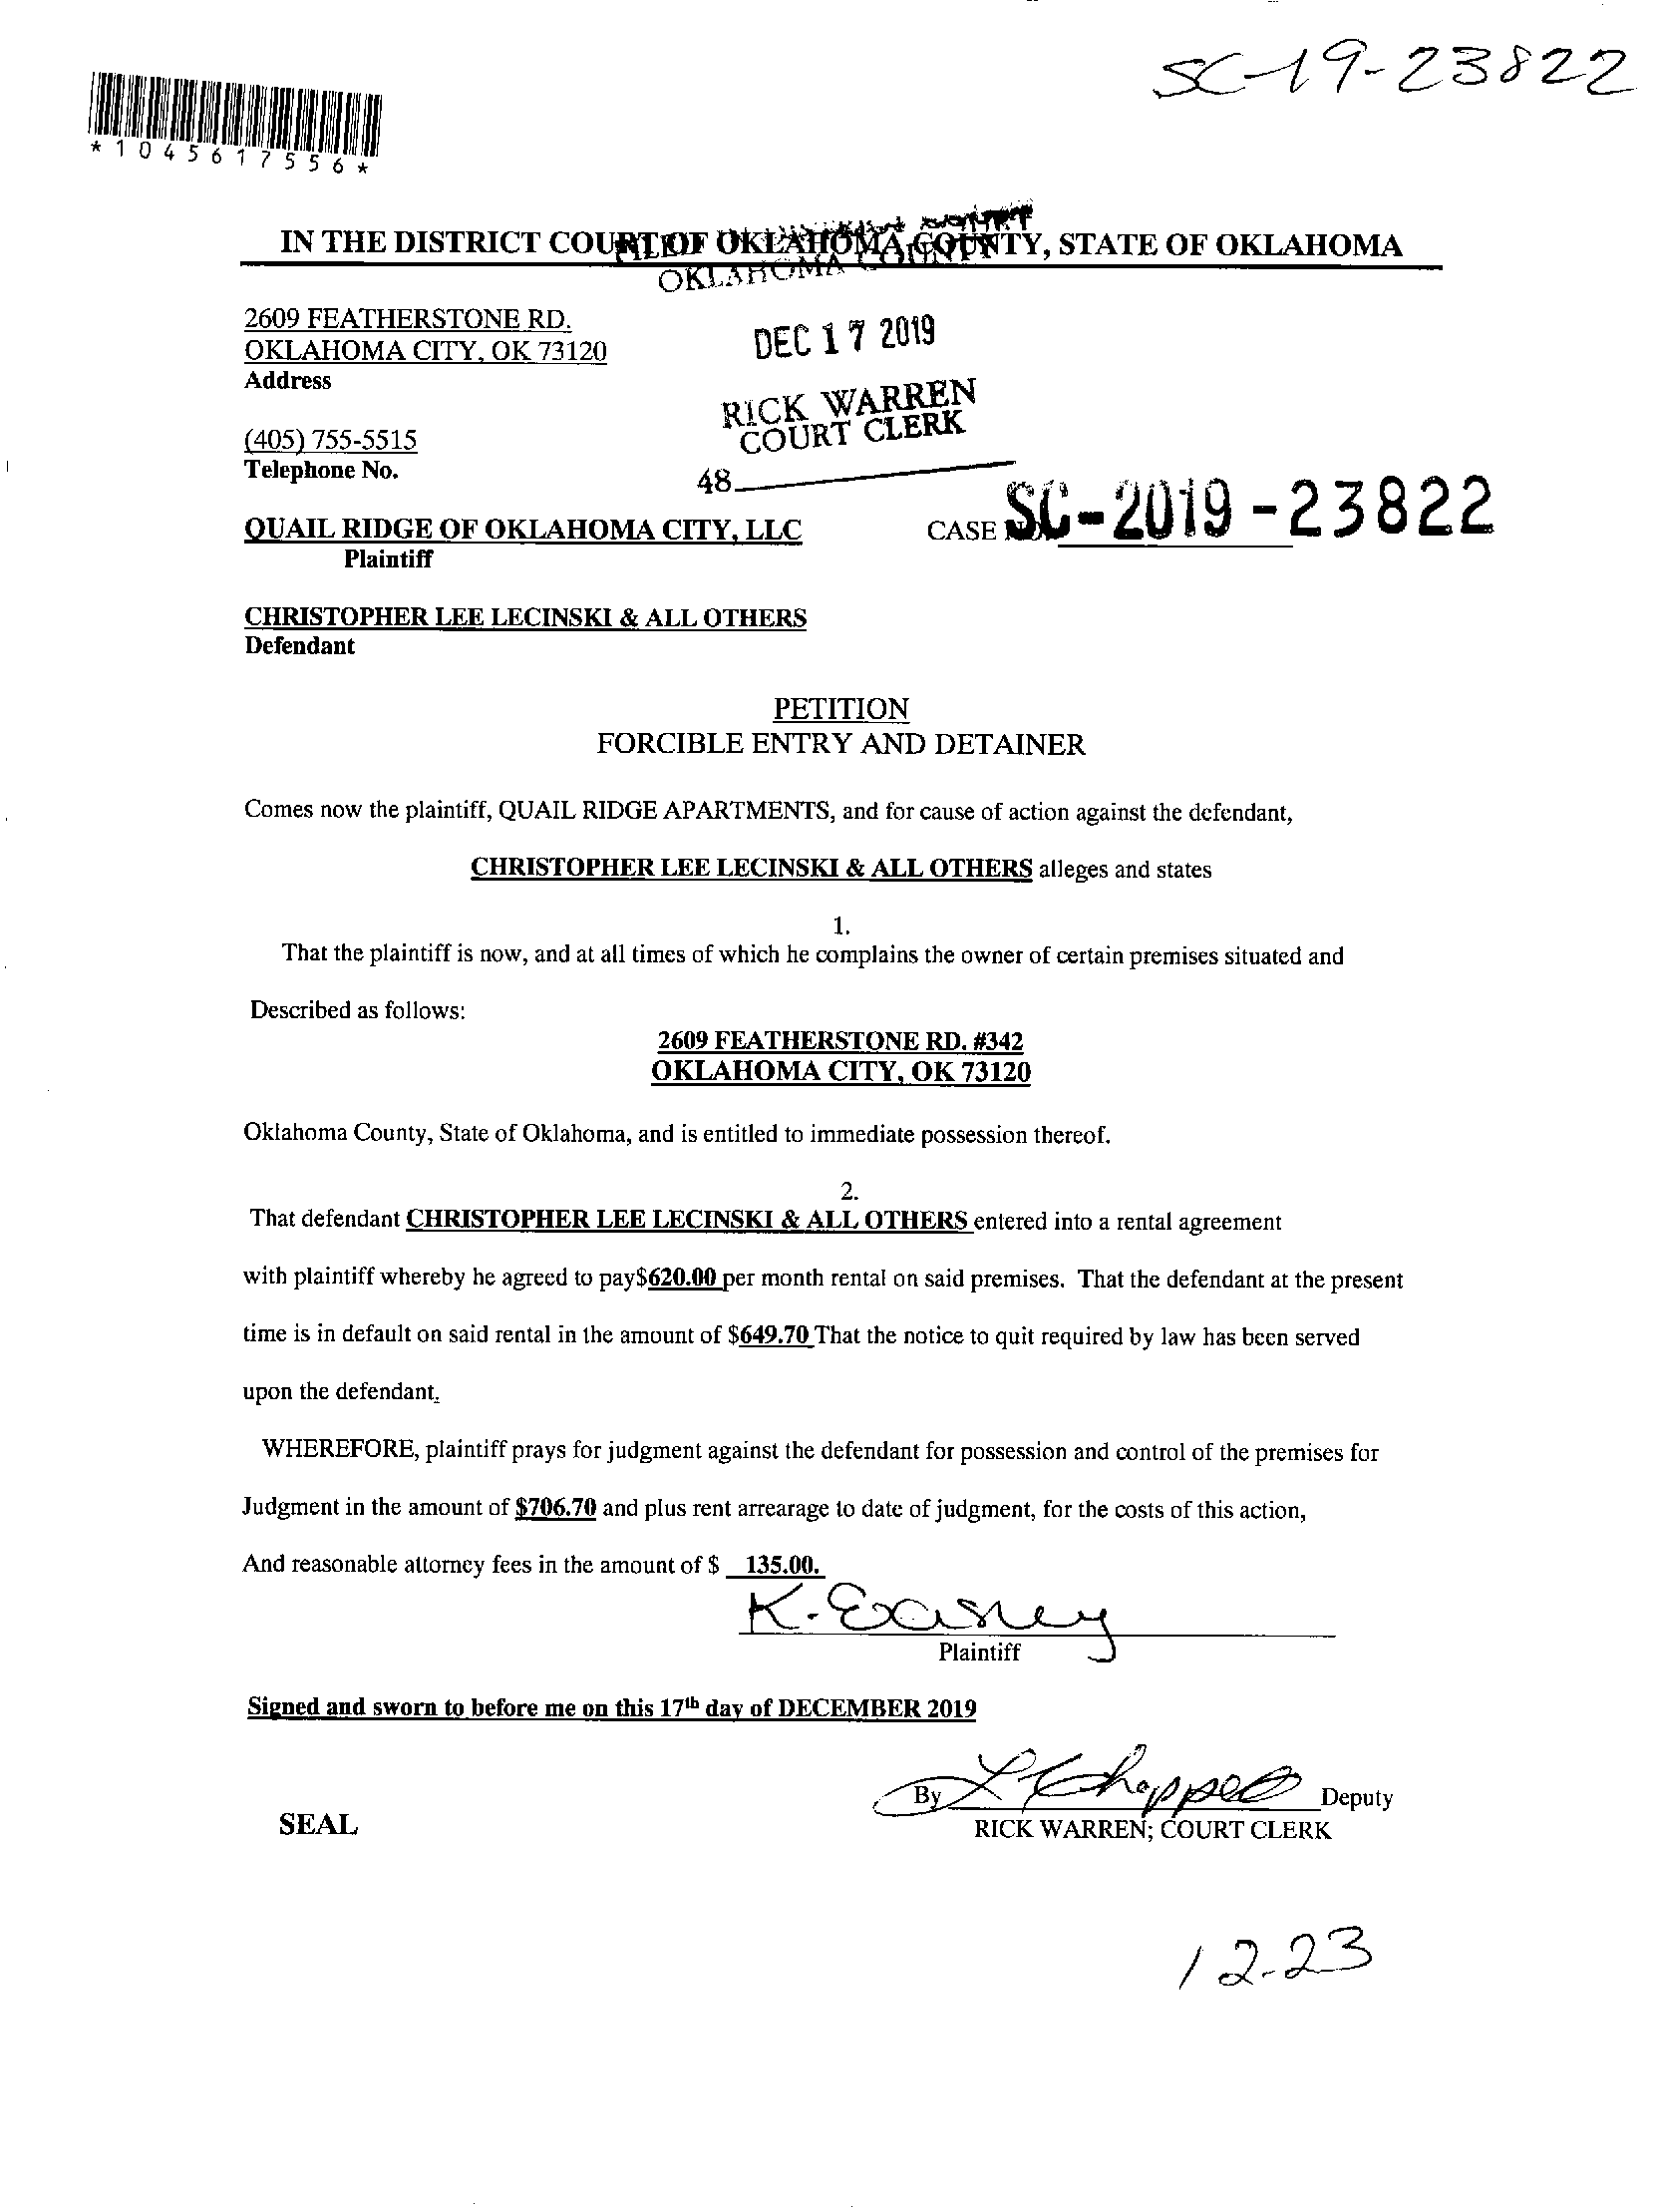 SC-19-23822
*1045617556*
IN THE DISTRICT COURT OF OKLAHOMA COUNTY, STATE OF OKLAHOMA
FILED
OKLAHOMA COUNTY
2609 FEATHERSTONE RD.
OKLAHOMA CITY, OK 73120
Address
DEC 17 2019
RICK WARREN
COURT CLERK
(405) 755-5515
Telephone No.
48
QUAIL RIDGE OF OKLAHOMA CITY, LLC
CASE NO. SC-2019-23822
Plaintiff
CHRISTOPHER LEE LECINSKI & ALL OTHERS
Defendant
PETITION
FORCIBLE ENTRY AND DETAINER
Comes now the plaintiff, QUAIL RIDGE APARTMENTS, and for cause of action against the defendant,
CHRISTOPHER LEE LECINSKI & ALL OTHERS alleges and states
1.
That the plaintiff is now, and at all times of which he complains the owner of certain premises situated and
Described as follows:
2609 FEATHERSTONE RD. #342
OKLAHOMA CITY, OK 73120
Oklahoma County, State of Oklahoma, and is entitled to immediate possession thereof.
2.
That defendant CHRISTOPHER LEE LECINSKI & ALL OTHERS entered into a rental agreement
with plaintiff whereby he agreed to pay$620.00 per month rental on said premises. That the defendant at the present
time is in default on said rental in the amount of $649.70 That the notice to quit required by law has been served
upon the defendant.
WHEREFORE, plaintiff prays for judgment against the defendant for possession and control of the premises for
Judgment in the amount of $706.70 and plus rent arrearage to date of judgment, for the costs of this action,
And reasonable attorney fees in the amount of $ 135.00.
K. Easley
Plaintiff
Signed and sworn to before me on this 17th day of DECEMBER 2019
By L Chappel Deputy
SEAL
RICK WARREN; COURT CLERK
12-23